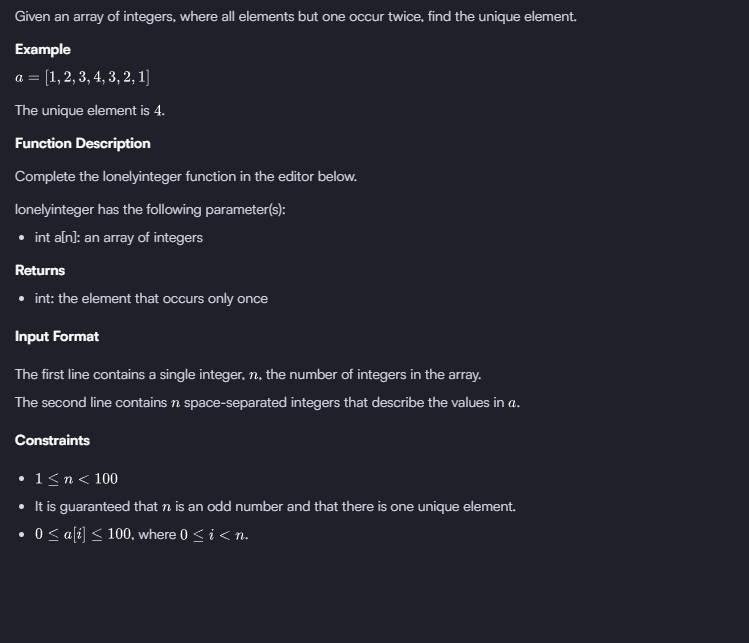 Given an array of integers, where all elements but one occur twice, find the unique element.
Example
a = [1, 2, 3, 4, 3, 2, 1]
The unique element is 4.
Function Description
Complete the lonelyinteger function in the editor below.
lonelyinteger has the following parameter(s):
• int a[n]: an array of integers
Returns
• int: the element that occurs only once
Input Format
The first line contains a single integer, n, the number of integers in the array.
The second line contains n space-separated integers that describe the values in a.
Constraints
• 1 ≤ n < 100
• It is guaranteed that n is an odd number and that there is one unique element.
• 0 ≤ a[i] ≤ 100, where 0 ≤ i < n.